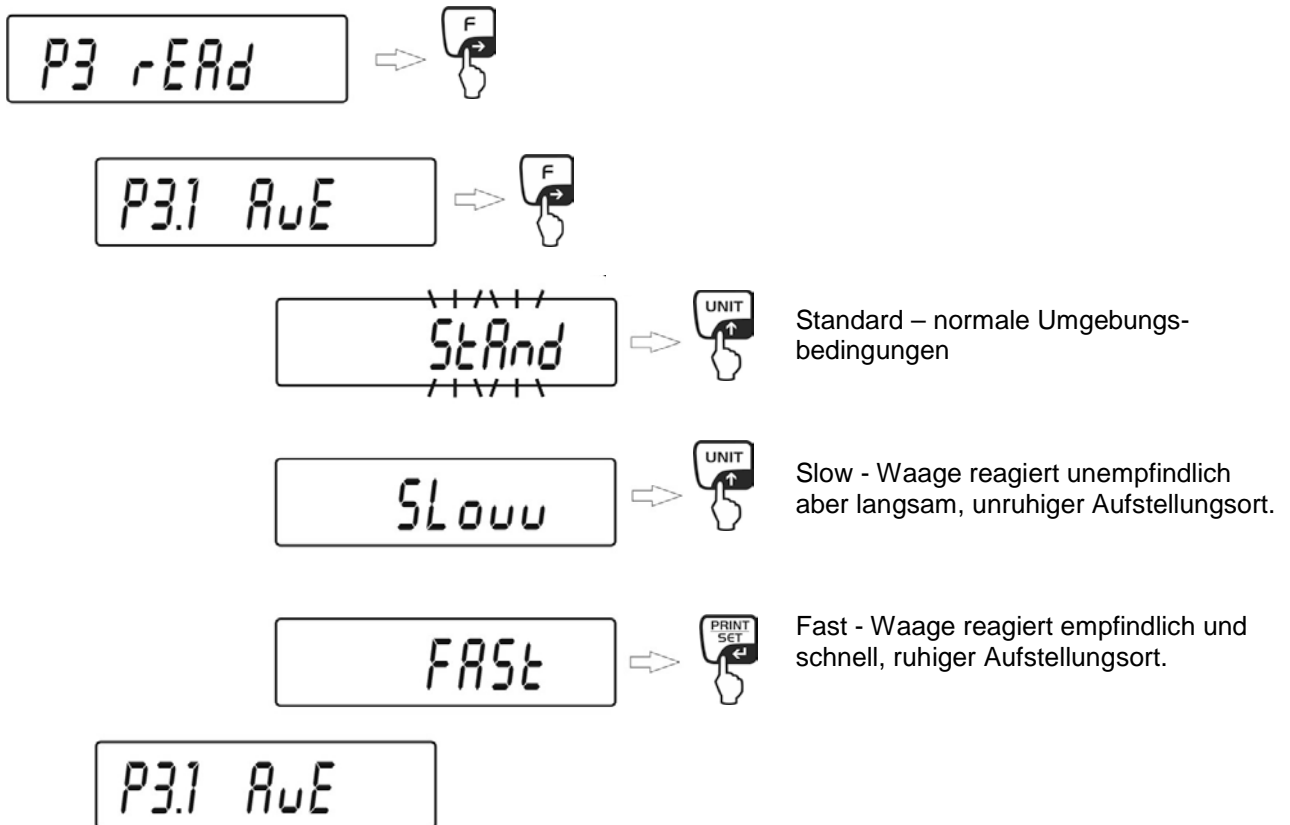 P3 rEAd
F
P3.1 AvE
F
StAnd
UNIT
Standard – normale Umgebungs-
bedingungen
SLovv
UNIT
Slow - Waage reagiert unempfindlich
aber langsam, unruhiger Aufstellungsort.
FASt
PRINT
SET
Fast - Waage reagiert empfindlich und
schnell, ruhiger Aufstellungsort.
P3.1 AvE